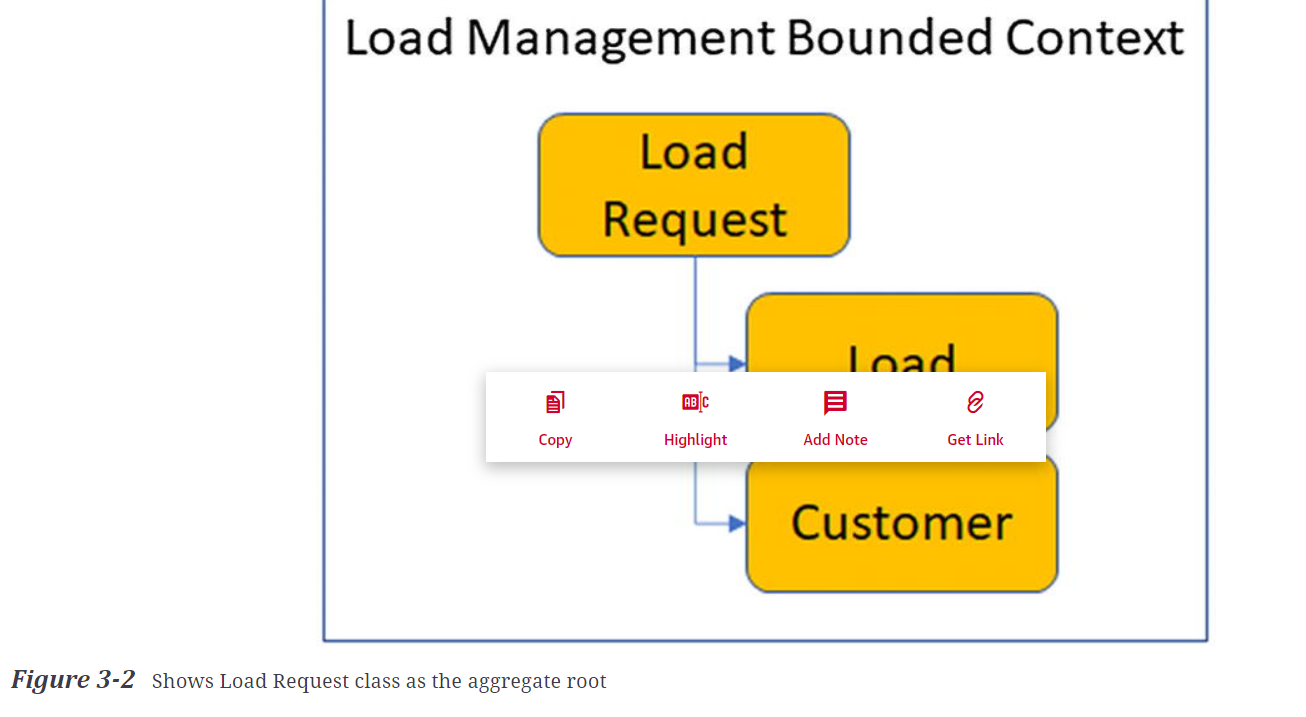 Load Management Bounded Context
Load
Request
Load
Copy Highlight Add Note Get Link
Customer
Figure 3-2 Shows Load Request class as the aggregate root